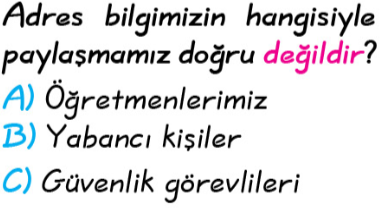 Adres bilgimizin hangisiyle
paylaşmamız doğru değildir?
A) Öğretmenlerimiz
B) Yabancı kişiler
C) Güvenlik görevlileri